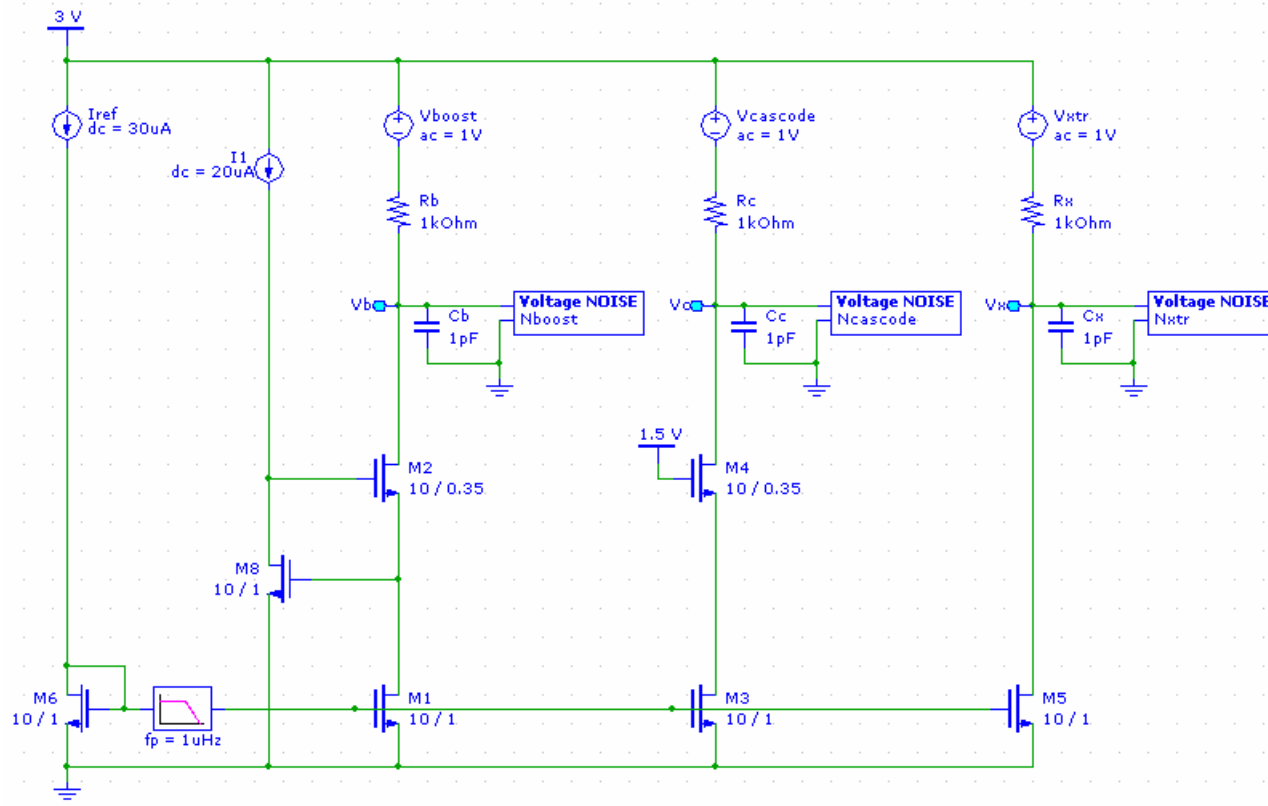 3 V
Iref
dc = 30uA
I1
dc = 20uA
Vboost
ac = 1V
Vcascode
ac = 1V
Vxtr
ac = 1V
Rb
1kOhm
Rc
1kOhm
Rx
1kOhm
Vb
Cb
1pF
Voltage NOISE
Nboost
Vc
Cc
1pF
Voltage NOISE
Ncascode
Vx
Cx
1pF
Voltage NOISE
Nxtr
1.5 V
M2
10 / 0.35
M4
10 / 0.35
M8
10 / 1
M6
10 / 1
fp = 1uHz
M1
10 / 1
M3
10 / 1
M5
10 / 1